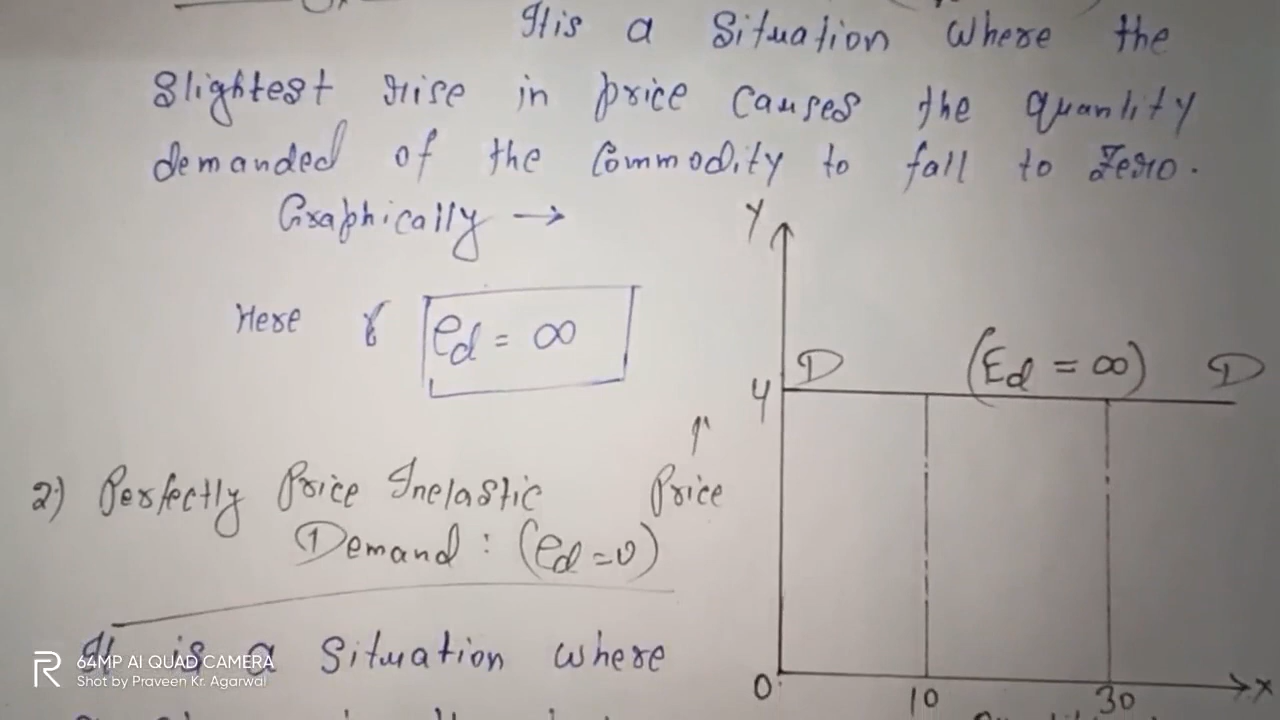 It is a Situation where the
slightest rise in price causes the quantity
demanded of the Commodity to fall to Zero.
Graphically →
Here ed = ∞
Y
D (Ed = ∞) D
4
2) Perfectly Price Inelastic
Demand : (ed = 0)
↑
Price
It is a Situation where
0 10 30 X
64MP AI QUAD CAMERA
Shot by Praveen Kr. Agarwal